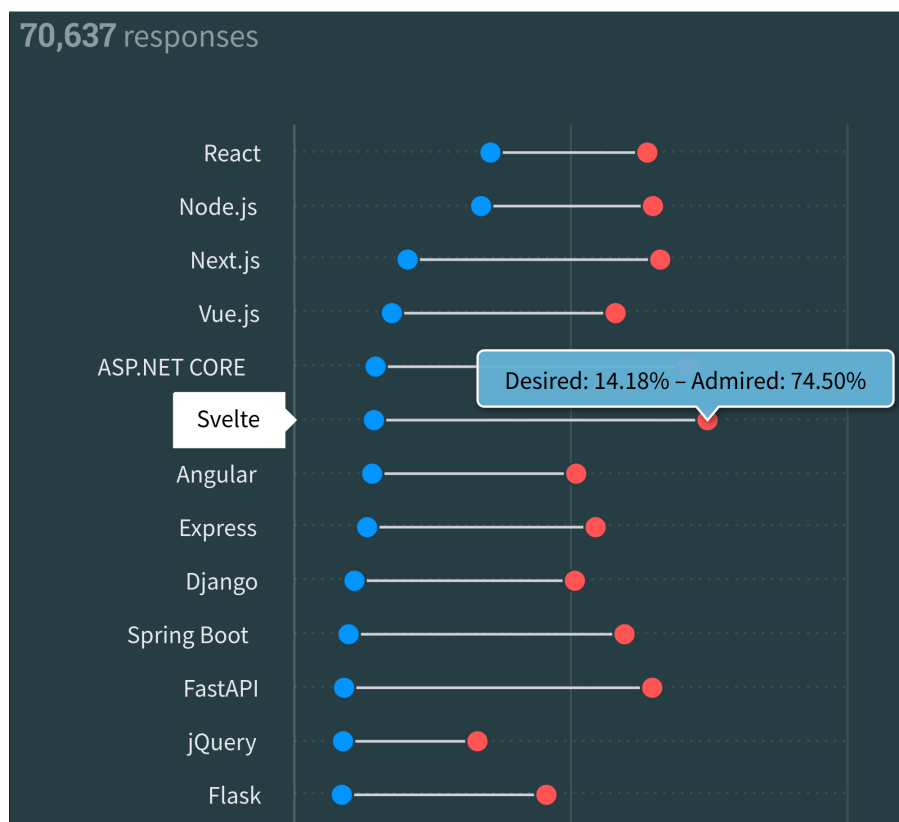 70,637 responses
React
Node.js
Next.js
Vue.js
ASP.NET CORE
Desired: 14.18% – Admired: 74.50%
Svelte
Angular
Express
Django
Spring Boot
FastAPI
jQuery
Flask